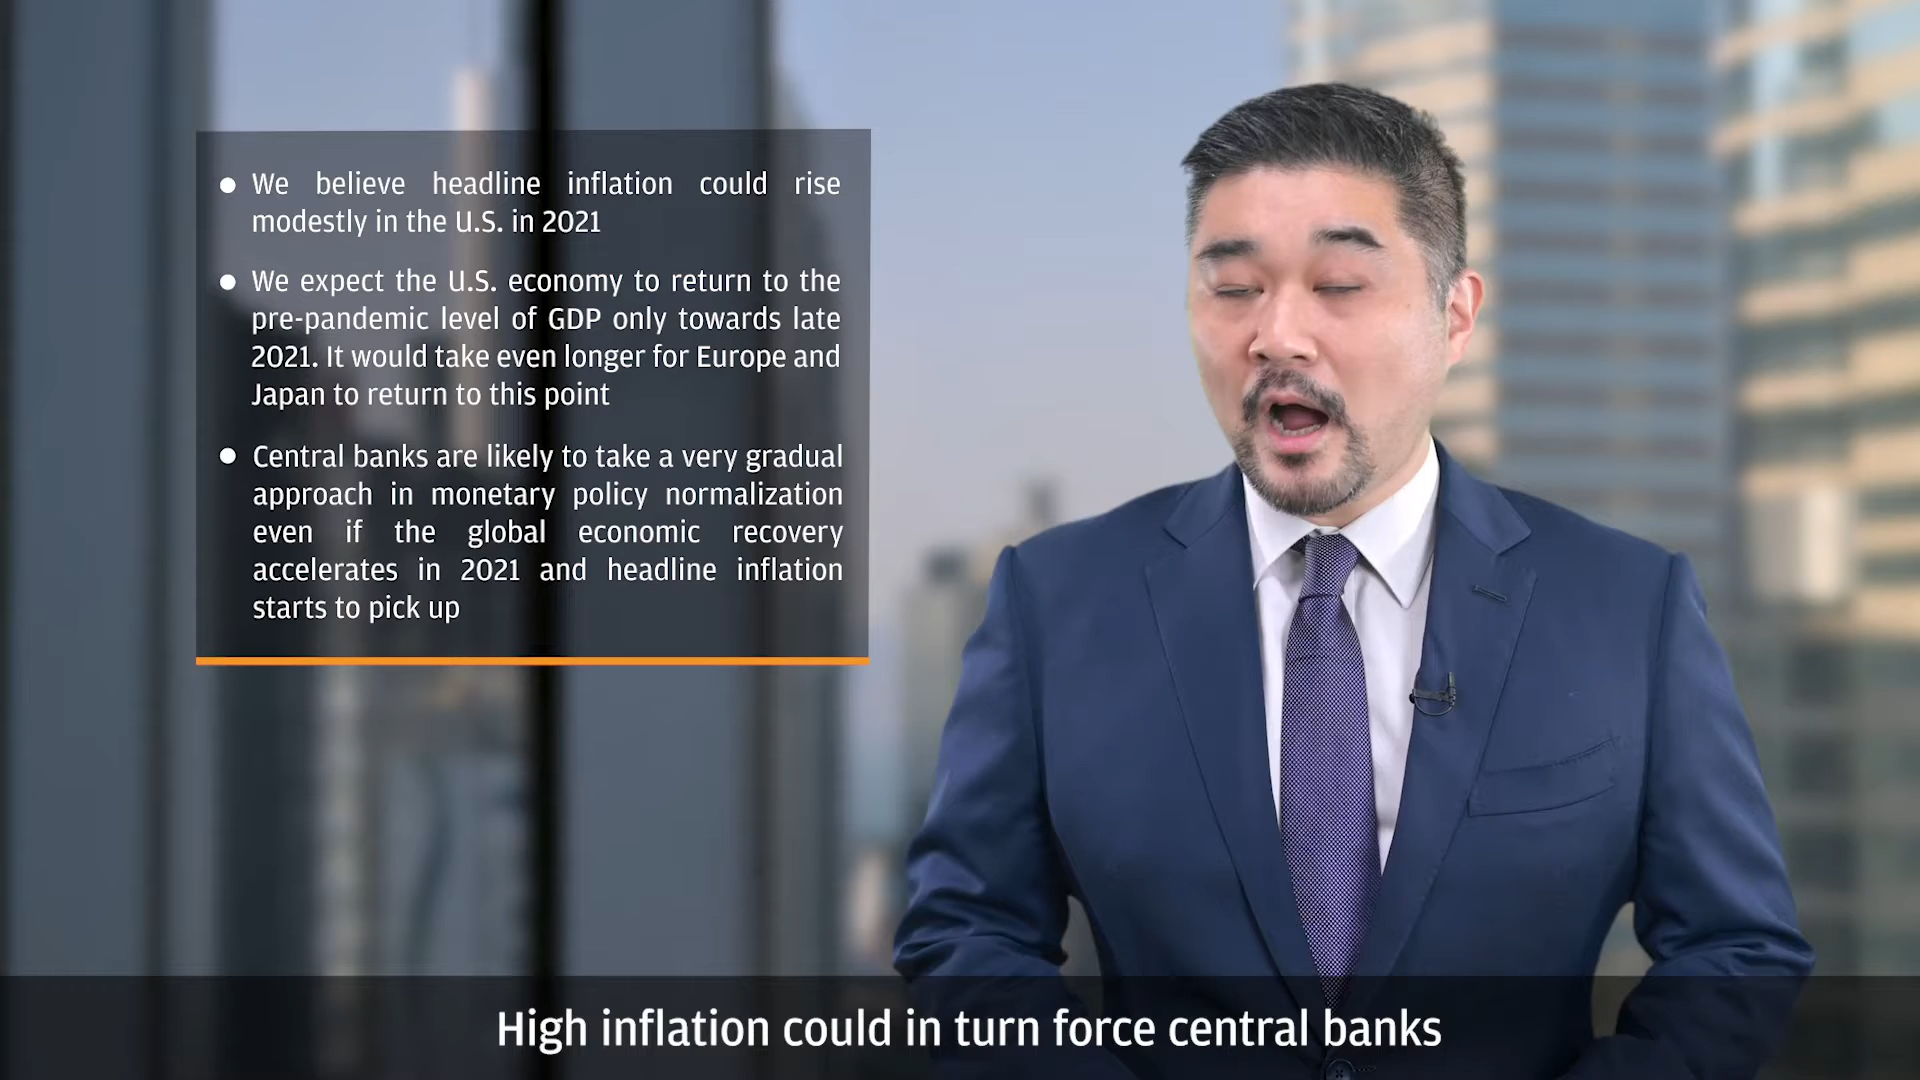 We believe headline inflation could rise
modestly in the U.S. in 2021
We expect the U.S. economy to return to the
pre-pandemic level of GDP only towards late
2021. It would take even longer for Europe and
Japan to return to this point
Central banks are likely to take a very gradual
approach in monetary policy normalization
even if the global economic recovery
accelerates in 2021 and headline inflation
starts to pick up
High inflation could in turn force central banks